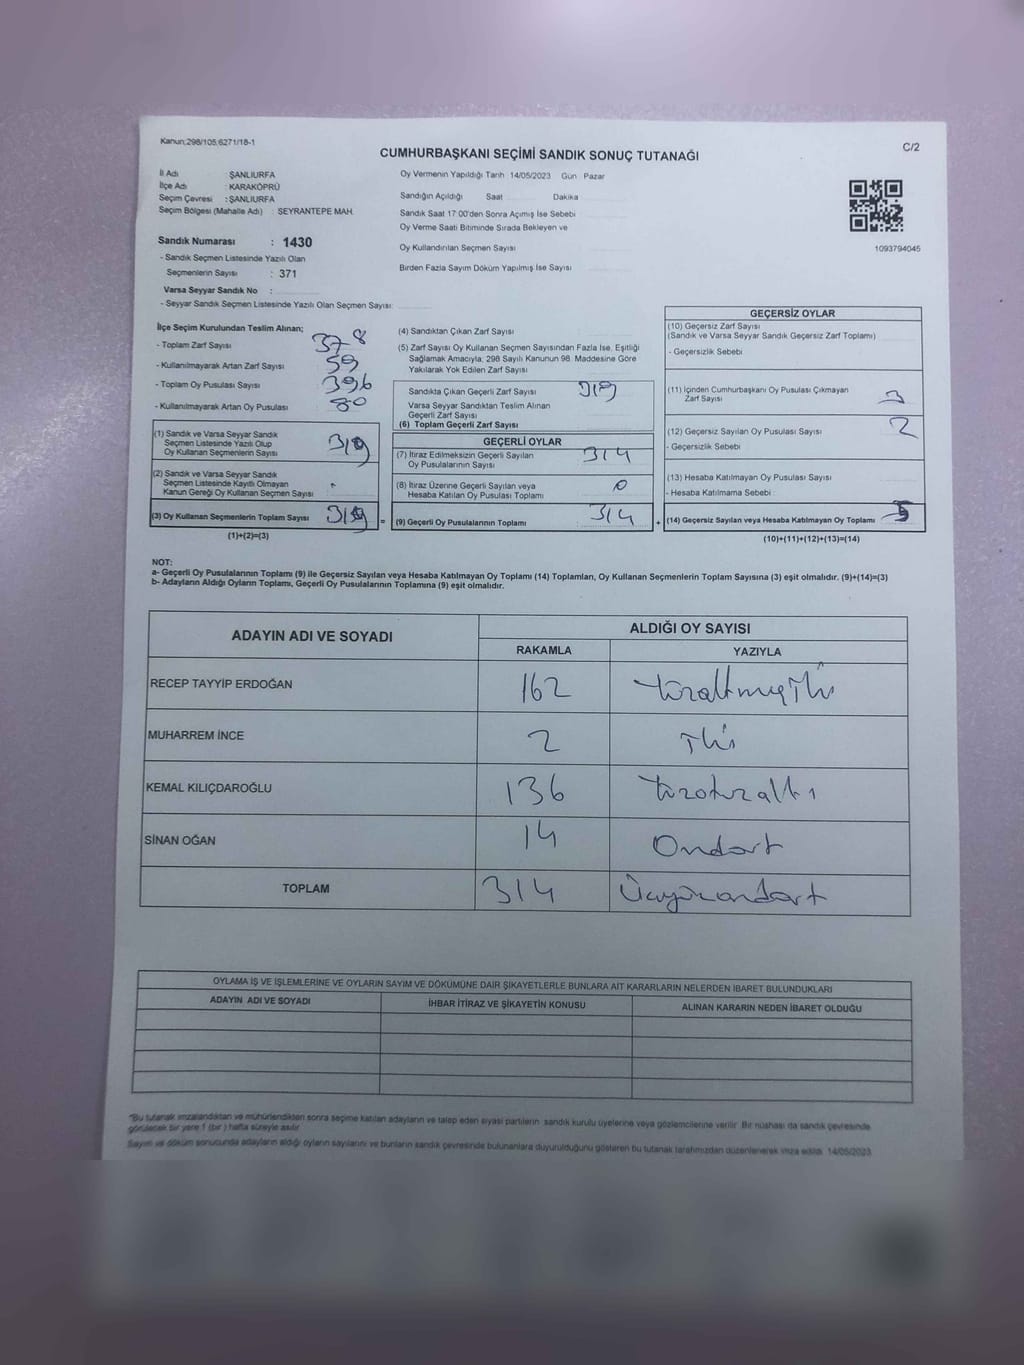 Kanun;298/105,6271/18-1
C/2
CUMHURBAŞKANI SEÇİMİ SANDIK SONUÇ TUTANAĞI
İl Adı : ŞANLIURFA
İlçe Adı : KARAKÖPRÜ
Seçim Çevresi : ŞANLIURFA
Seçim Bölgesi (Mahalle Adı) : SEYRANTEPE MAH.
Sandık Numarası : 1430
- Sandık Seçmen Listesinde Yazılı Olan
Seçmenlerin Sayısı : 371
Varsa Seyyar Sandık No :
- Seyyar Sandık Seçmen Listesinde Yazılı Olan Seçmen Sayısı:
Oy Vermenin Yapıldığı Tarih 14/05/2023 Gün Pazar
Sandığın Açıldığı Saat Dakika
Sandık Saat 17:00'den Sonra Açımış İse Sebebi
Oy Verme Saati Bitiminde Sırada Bekleyen ve
Oy Kullandırılan Seçmen Sayısı
Birden Fazla Sayım Döküm Yapılmış İse Sayısı
1093794045
İlçe Seçim Kurulundan Teslim Alınan;
- Toplam Zarf Sayısı 378
- Kullanılmayarak Artan Zarf Sayısı 59
- Toplam Oy Pusulası Sayısı 396
- Kullanılmayarak Artan Oy Pusulası 80
(1) Sandık ve Varsa Seyyar Sandık
Seçmen Listesinde Yazılı Olup
Oy Kullanan Seçmenlerin Sayısı 319
(2) Sandık ve Varsa Seyyar Sandık
Seçmen Listesinde Kayıtlı Olmayan
Kanun Gereği Oy Kullanan Seçmen Sayısı
(3) Oy Kullanan Seçmenlerin Toplam Sayısı 319 =
(1)+(2)=(3)
(4) Sandıktan Çıkan Zarf Sayısı
(5) Zarf Sayısı Oy Kullanan Seçmen Sayısından Fazla İse, Eşitliği
Sağlamak Amacıyla; 298 Sayılı Kanunun 98. Maddesine Göre
Yakılarak Yok Edilen Zarf Sayısı
Sandıkta Çıkan Geçerli Zarf Sayısı 319
Varsa Seyyar Sandıktan Teslim Alınan
Geçerli Zarf Sayısı
(6) Toplam Geçerli Zarf Sayısı
GEÇERLİ OYLAR
(7) İtiraz Edilmeksizin Geçerli Sayılan
Oy Pusulalarının Sayısı 314
(8) İtiraz Üzerine Geçerli Sayılan veya
Hesaba Katılan Oy Pusulası Toplamı 0
(9) Geçerli Oy Pusulalarının Toplamı 314 +
GEÇERSİZ OYLAR
(10) Geçersiz Zarf Sayısı
(Sandık ve Varsa Seyyar Sandık Geçersiz Zarf Toplamı)
- Geçersizlik Sebebi
(11) İçinden Cumhurbaşkanı Oy Pusulası Çıkmayan
Zarf Sayısı 3
(12) Geçersiz Sayılan Oy Pusulası Sayısı 2
- Geçersizlik Sebebi
(13) Hesaba Katılmayan Oy Pusulası Sayısı
- Hesaba Katılmama Sebebi :
(14) Geçersiz Sayılan veya Hesaba Katılmayan Oy Toplamı 5
(10)+(11)+(12)+(13)=(14)
NOT:
a- Geçerli Oy Pusulalarının Toplamı (9) ile Geçersiz Sayılan veya Hesaba Katılmayan Oy Toplamı (14) Toplamları, Oy Kullanan Seçmenlerin Toplam Sayısına (3) eşit olmalıdır. (9)+(14)=(3)
b- Adayların Aldığı Oyların Toplamı, Geçerli Oy Pusulalarının Toplamına (9) eşit olmalıdır.
ADAYIN ADI VE SOYADI
ALDIĞI OY SAYISI
RAKAMLA YAZIYLA
RECEP TAYYİP ERDOĞAN 162 Yüzaltmışİki
MUHARREM İNCE 2 İki
KEMAL KILIÇDAROĞLU 136 Yüzotuzaltı
SİNAN OĞAN 14 Ondört
TOPLAM 314 Üçyüzondört
OYLAMA İŞ VE İŞLEMLERİNE VE OYLARIN SAYIM VE DÖKÜMÜNE DAİR ŞİKAYETLERLE BUNLARA AİT KARARLARIN NELERDEN İBARET BULUNDUKLARI
ADAYIN ADI VE SOYADI İHBAR İTİRAZ VE ŞİKAYETİN KONUSU ALINAN KARARIN NEDEN İBARET OLDUĞU
"Bu tutanak imzalandıktan ve mühürlendikten sonra seçime katılan adayların ve talep eden siyasi partilerin sandık kurulu üyelerine veya gözlemcilerine verilir. Bir nüshası da sandık çevresinde
görülecek bir yere 1 (bir) hafta süreyle asılır.
Sayım ve döküm sonucunda adayların aldığı oyların sayılarını ve bunların sandık çevresinde bulunanlara duyurulduğunu gösteren bu tutanak tarafımızdan düzenlenerek imza edildi. 14/05/2023